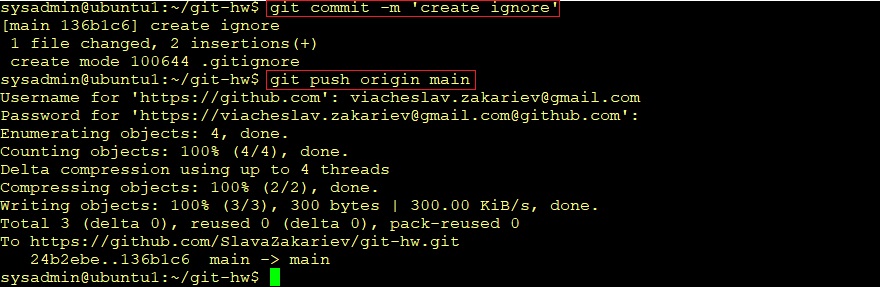 sysadmin@ubuntu1:~/git-hw$ git commit -m 'create ignore'
[main 136b1c6] create ignore
 1 file changed, 2 insertions(+)
 create mode 100644 .gitignore
sysadmin@ubuntu1:~/git-hw$ git push origin main
Username for 'https://github.com': viacheslav.zakariev@gmail.com
Password for 'https://viacheslav.zakariev@gmail.com@github.com':
Enumerating objects: 4, done.
Counting objects: 100% (4/4), done.
Delta compression using up to 4 threads
Compressing objects: 100% (2/2), done.
Writing objects: 100% (3/3), 300 bytes | 300.00 KiB/s, done.
Total 3 (delta 0), reused 0 (delta 0), pack-reused 0
To https://github.com/SlavaZakariev/git-hw.git
   24b2ebe..136b1c6  main -> main
sysadmin@ubuntu1:~/git-hw$